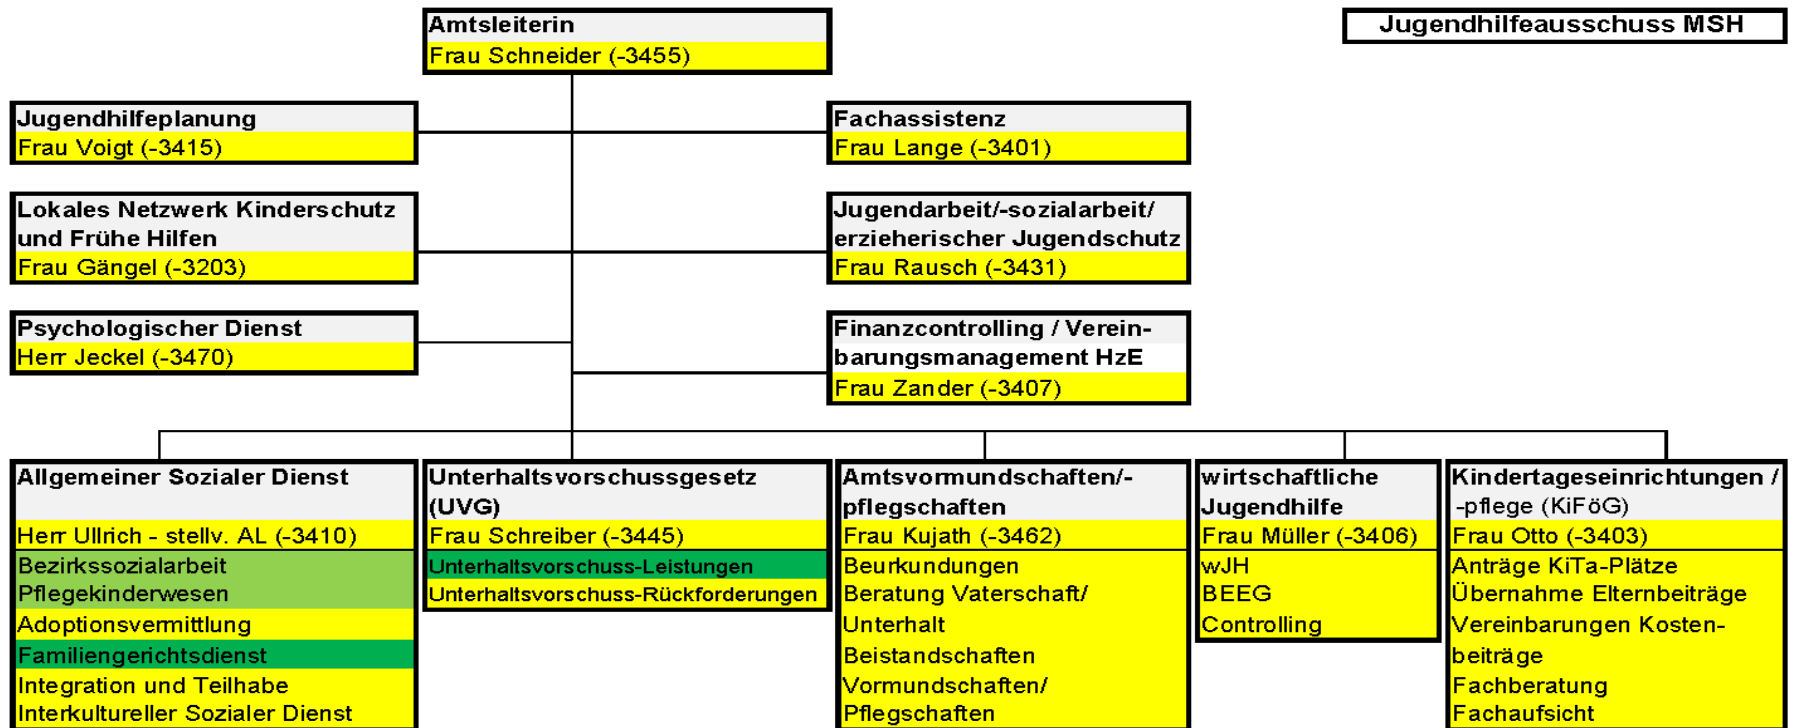 Amtsleiterin
Frau Schneider (-3455)
Jugendhilfeausschuss MSH
Jugendhilfeplanung
Frau Voigt (-3415)
Fachassistenz
Frau Lange (-3401)
Lokales Netzwerk Kinderschutz
und Frühe Hilfen
Frau Gängel (-3203)
Jugendarbeit/-sozialarbeit/
erzieherischer Jugendschutz
Frau Rausch (-3431)
Psychologischer Dienst
Herr Jeckel (-3470)
Finanzcontrolling / Verein-
barungsmanagement HzE
Frau Zander (-3407)
Allgemeiner Sozialer Dienst
Herr Ullrich - stellv. AL (-3410)
Bezirkssozialarbeit
Pflegekinderwesen
Adoptionsvermittlung
Familiengerichtsdienst
Integration und Teilhabe
Interkultureller Sozialer Dienst
Unterhaltsvorschussgesetz
(UVG)
Frau Schreiber (-3445)
Unterhaltsvorschuss-Leistungen
Unterhaltsvorschuss-Rückforderungen
Amtsvormundschaften/-
pflegschaften
Frau Kujath (-3462)
Beurkundungen
Beratung Vaterschaft/
Unterhalt
Beistandschaften
Vormundschaften/
Pflegschaften
wirtschaftliche
Jugendhilfe
Frau Müller (-3406)
wJH
BEEG
Controlling
Kindertageseinrichtungen /
-pflege (KiFöG)
Frau Otto (-3403)
Anträge KiTa-Plätze
Übernahme Elternbeiträge
Vereinbarungen Kosten-
beiträge
Fachberatung
Fachaufsicht